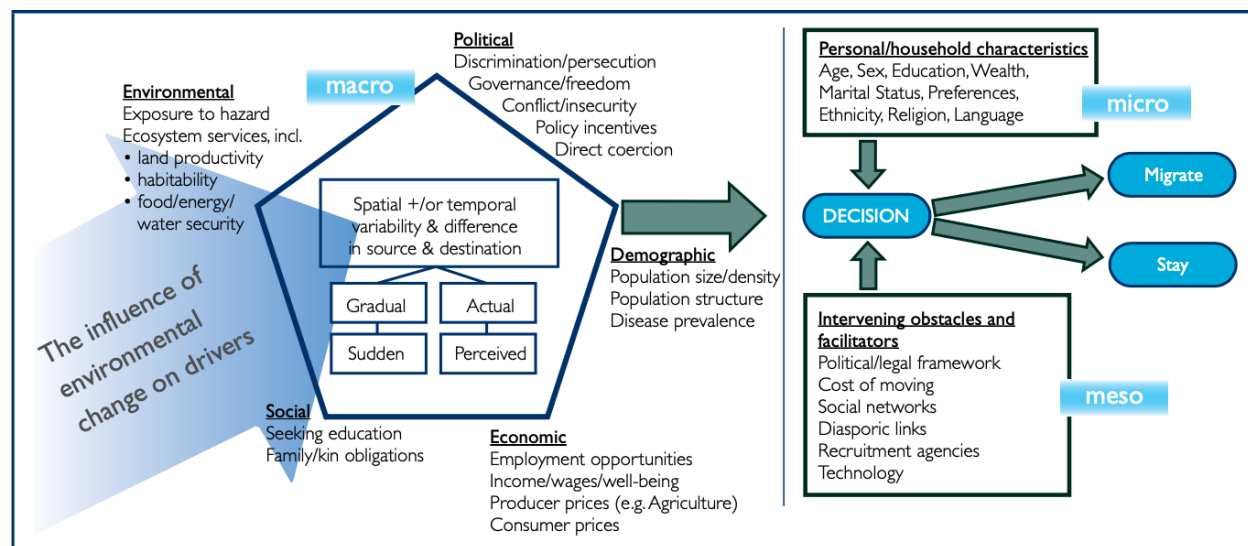 Political
Discrimination/persecution
Governance/freedom
Conflict/insecurity
Policy incentives
Direct coercion
macro
Environmental
Exposure to hazard
Ecosystem services, incl.
• land productivity
• habitability
• food/energy/
water security
Spatial +/or temporal
variability & difference
in source & destination
Gradual
Actual
Sudden
Perceived
The influence of
environmental
change on drivers
Demographic
Population size/density
Population structure
Disease prevalence
Social
Seeking education
Family/kin obligations
Economic
Employment opportunities
Income/wages/well-being
Producer prices (e.g. Agriculture)
Consumer prices
Personal/household characteristics
Age, Sex, Education, Wealth,
Marital Status, Preferences,
Ethnicity, Religion, Language
micro
DECISION
Migrate
Stay
Intervening obstacles and
facilitators
Political/legal framework
Cost of moving
Social networks
Diasporic links
Recruitment agencies
Technology
meso